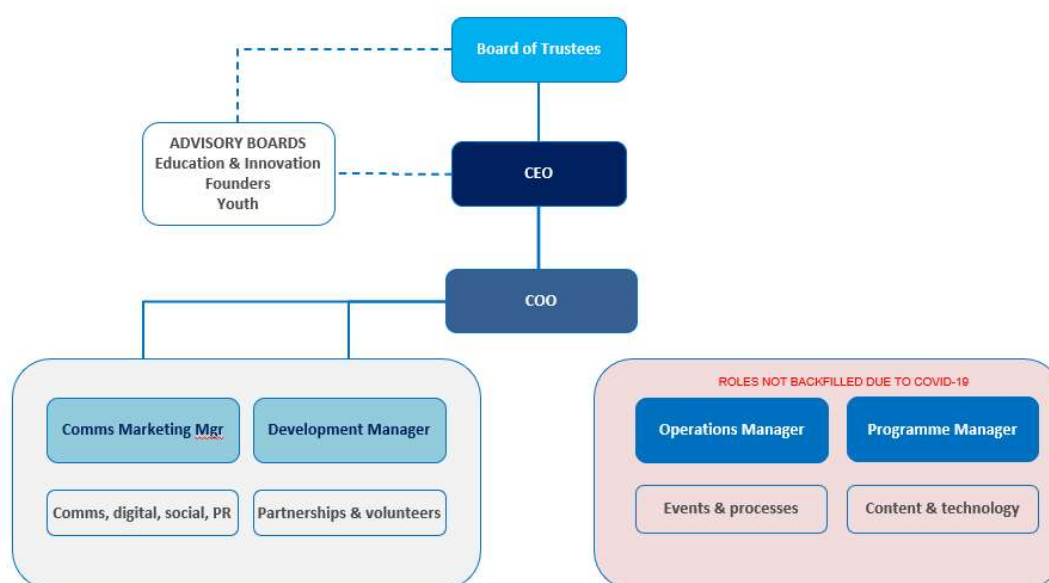 Board of Trustees
ADVISORY BOARDS
Education & Innovation
Founders
Youth
CEO
COO
ROLES NOT BACKFILLED DUE TO COVID-19
Comms Marketing Mgr
Development Manager
Operations Manager
Programme Manager
Comms, digital, social, PR
Partnerships & volunteers
Events & processes
Content & technology